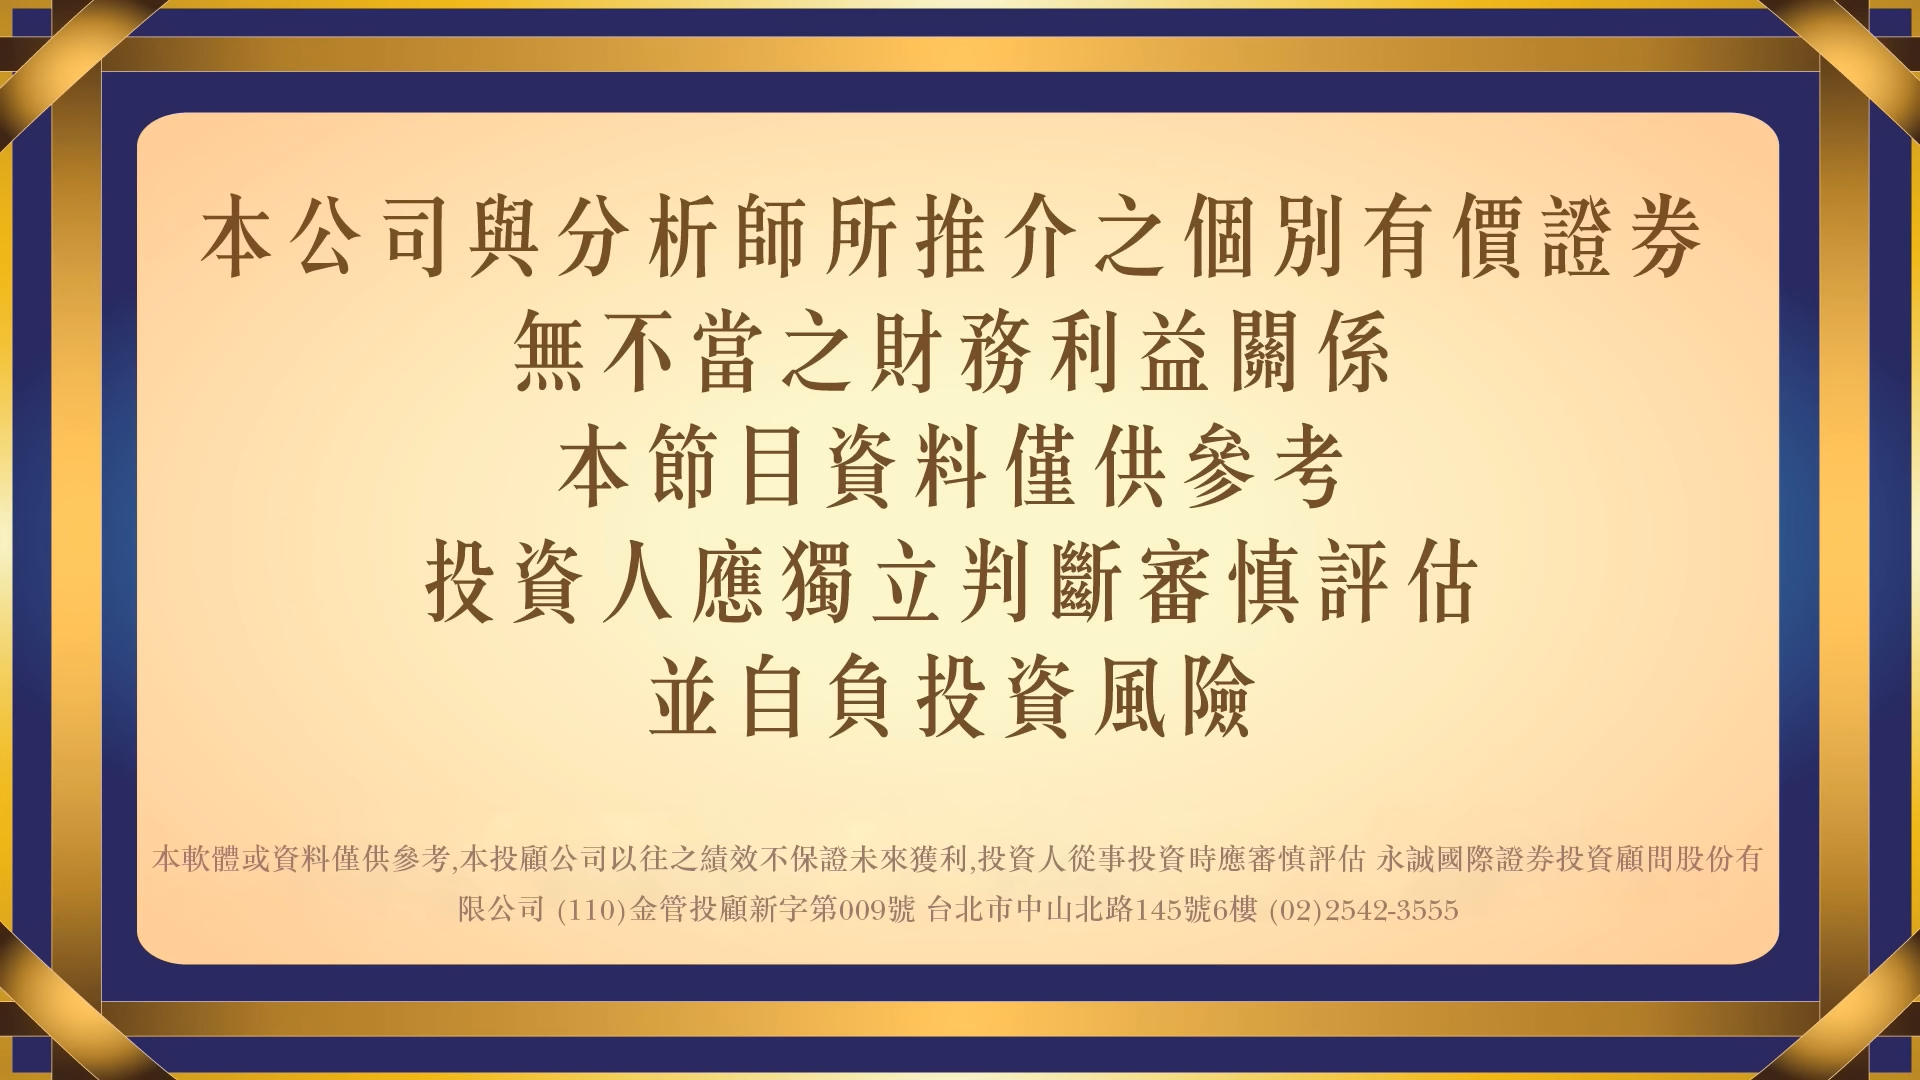 本公司與分析師所推介之個別有價證券
無不當之財務利益關係
本節目資料僅供參考
投資人應獨立判斷審慎評估
並自負投資風險
本軟體或資料僅供參考,本投顧公司以往之績效不保證未來獲利,投資人從事投資時應審慎評估 永誠國際證券投資顧問股份有
限公司 (110)金管投顧新字第009號 台北市中山北路145號6樓 (02)2542-3555